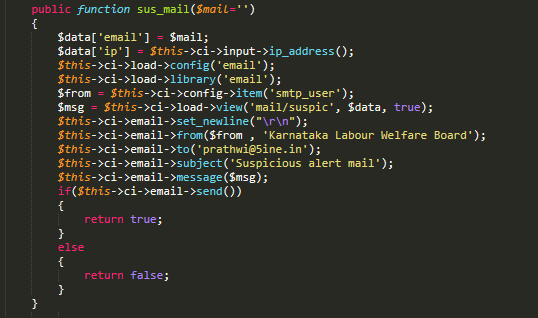 public function sus_mail($mail='')
{
$data['email'] = $mail;
$data['ip'] = $this->ci->input->ip_address();
$this->ci->load->config('email');
$this->ci->load->library('email');
$from = $this->ci->config->item('smtp_user');
$msg = $this->ci->load->view('mail/suspic', $data, true);
$this->ci->email->set_newline("\r\n");
$this->ci->email->from($from , 'Karnataka Labour Welfare Board');
$this->ci->email->to('prathwi@5ine.in');
$this->ci->email->subject('Suspicious alert mail');
$this->ci->email->message($msg);
if($this->ci->email->send())
{
return true;
}
else
{
return false;
}
}